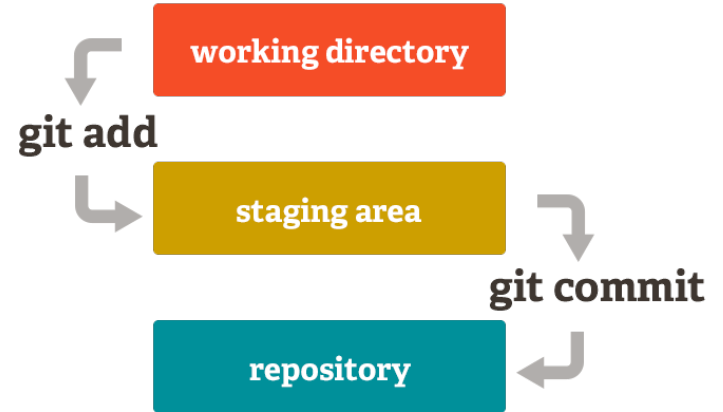 working directory
git add
staging area
git commit
repository